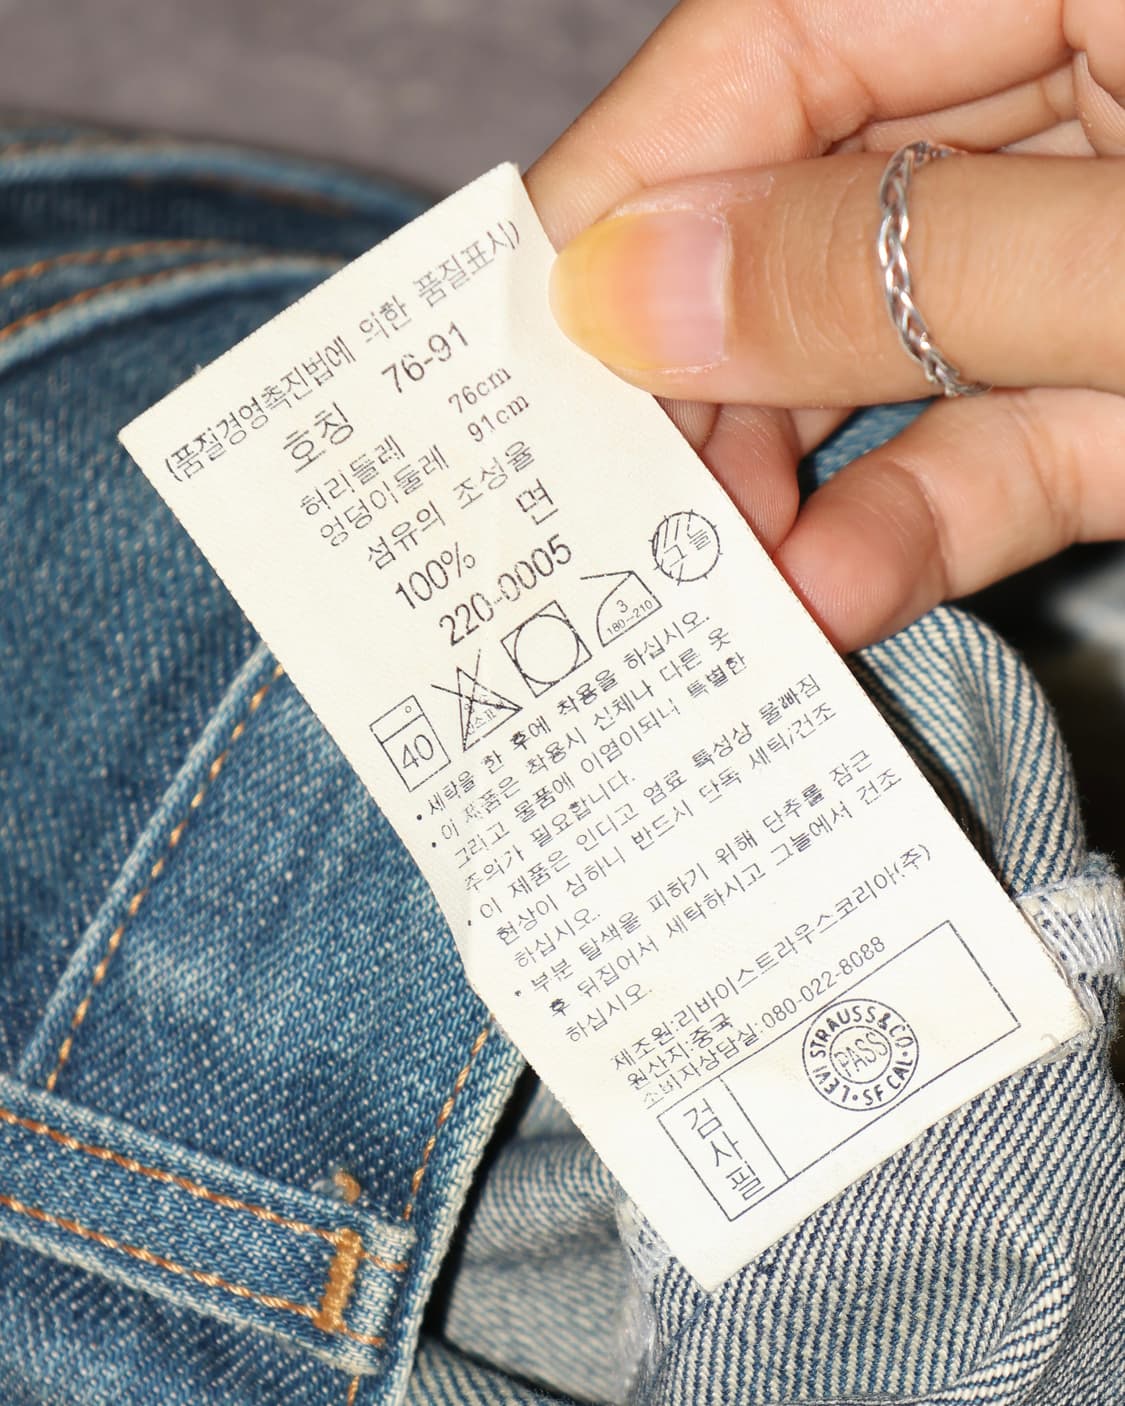 (품질경영촉진법에 의한 품질표시)
호칭 76-91
허리둘레 76cm
엉덩이둘레 91cm
섬유의 조성율
100% 면
220-0005
40
염소표백
3
180-210
그늘
• 세탁을 한 후에 착용을 하십시오.
• 이 제품은 착용시 신체나 다른 옷
그리고 물품에 이염이되니 특별한
주의가 필요합니다.
• 이 제품은 인디고 염료 특성상 물빠짐
현상이 심하니 반드시 단독 세탁/건조
하십시오.
• 부분 탈색을 피하기 위해 단추를 잠근
후 뒤집어서 세탁하시고 그늘에서 건조
하십시오.
제조원:리바이스트라우스코리아(주)
원산지:중국
소비자상담실:080-022-8088
검사필
LEVI STRAUSS & CO. • SF CAL •
PASS